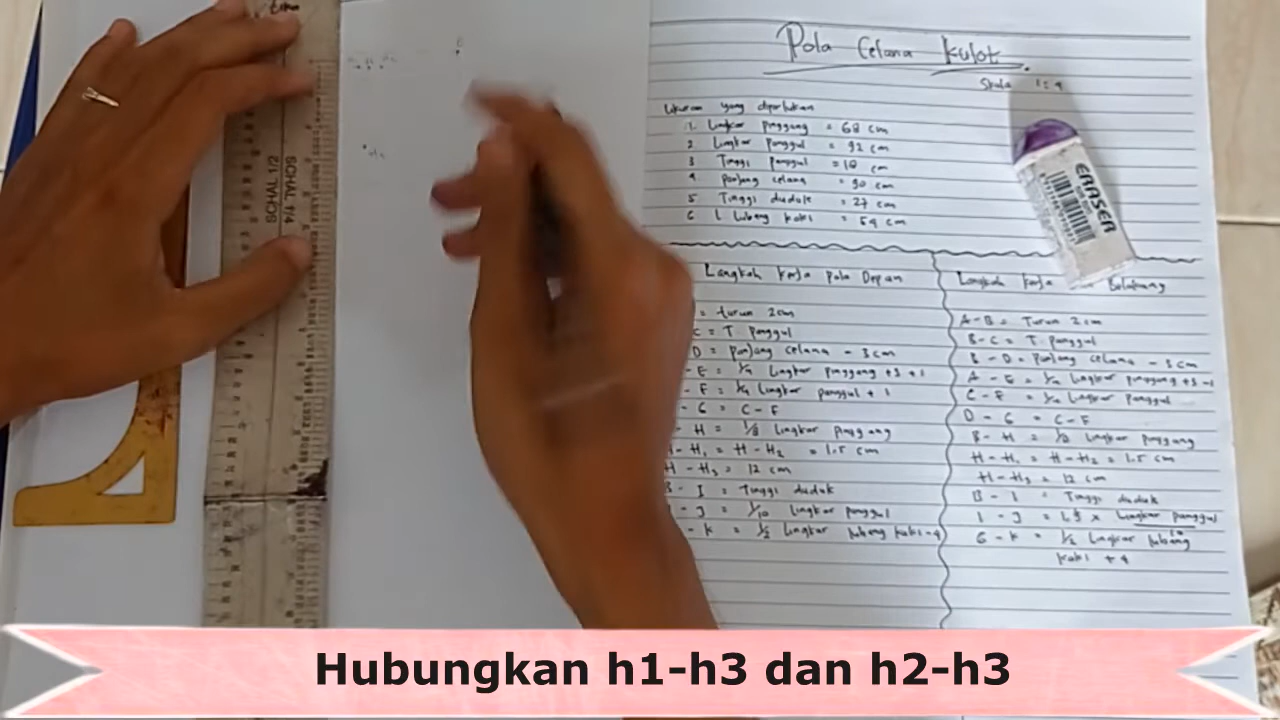 SCHAL 1/2
SCHAL 1/4
Pola Celana Kulot
Skala 1:4
Ukuran yang diperlukan
1. Lingkar pinggang = 68 cm
2 Lingkar panggul = 92 cm
3 Tinggi panggul = 18 cm
4 panjang celana = 90 cm
5 Tinggi duduk = 27 cm
6 L Lubang kaki = 54 cm
ERASER
Langkah kerja pola Depan
= turun 2 cm
C = T panggul
D = panjang celana - 3 cm
- E = 1/4 Lingkar pinggang + 3 + 1
- F = 1/4 Lingkar panggul + 1
- G = C - F
- H = Lingkar pinggang
H - H1 = H - H2 = 1.5 cm
H - H3 = 12 cm
B - I = Tinggi duduk
- J = 1/10 Lingkar panggul
- K = 1/2 Lingkar lubang kaki - 4
Langkah kerja Belakang
A - B = Turun 2 cm
B - C = T. panggul
B - D = panjang celana - 3 cm
A - E = 1/4 Lingkar pinggang + 3 - 1
C - F = 1/4 Lingkar panggul
D - G = C - F
B - H = Lingkar pinggang
H - H1 = H - H2 = 1.5 cm
H - H3 = 12 cm
B - I = Tinggi duduk
I - J = x Lingkar panggul
10
G - K = 1/2 Lingkar lubang
kaki + 4
Hubungkan h1-h3 dan h2-h3